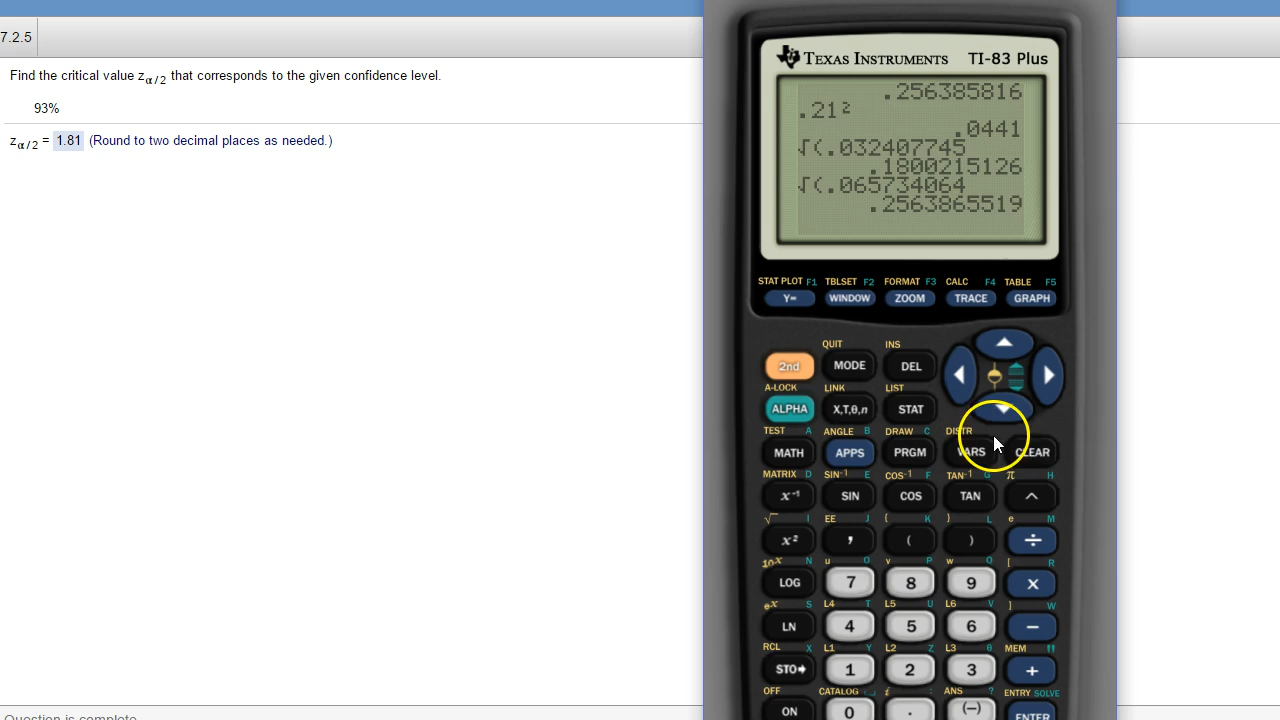 7.2.5
Find the critical value zα/2 that corresponds to the given confidence level.
93%
zα/2 = 1.81 (Round to two decimal places as needed.)
Question is complete
TEXAS INSTRUMENTS TI-83 Plus
.256385816
.21²
.0441
√(.032407745
.1800215126
√(.065734064
.2563865519
STAT PLOT F1 TBLSET F2 FORMAT F3 CALC F4 TABLE F5
Y= WINDOW ZOOM TRACE GRAPH
QUIT INS
2nd MODE DEL
A-LOCK LINK LIST
ALPHA X,T,θ,n STAT
TEST A ANGLE B DRAW C DISTR
MATH APPS PRGM VARS CLEAR
MATRIX D SIN⁻¹ E COS⁻¹ F TAN⁻¹ G π H
x⁻¹ SIN COS TAN ^
√ I EE J { K } L e M
x² , ( ) ÷
10ˣ N u O v P w Q [ R
LOG 7 8 9 ×
eˣ S L4 T L5 U L6 V ] W
LN 4 5 6 −
RCL X L1 Y L2 Z L3 θ MEM "
STO➔ 1 2 3 +
OFF CATALOG i : ANS ? ENTRY SOLVE
ON 0 . (−) ENTER